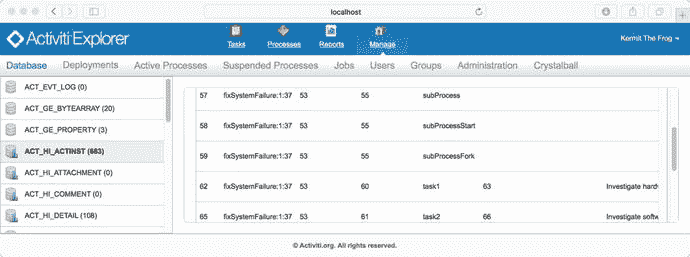 localhost
Activiti Explorer
Tasks Processes Reports Manage
Kermit The Frog
Database Deployments Active Processes Suspended Processes Jobs Users Groups Administration Crystalball
ACT_EVT_LOG (0)
ACT_GE_BYTEARRAY (20)
ACT_GE_PROPERTY (3)
ACT_HI_ACTINST (683)
ACT_HI_ATTACHMENT (0)
ACT_HI_COMMENT (0)
ACT_HI_DETAIL (108)
57 fixSystemFailure:1:37 53 55 subProcess
58 fixSystemFailure:1:37 53 55 subProcessStart
59 fixSystemFailure:1:37 53 55 subProcessFork
62 fixSystemFailure:1:37 53 60 task1 63 Investigate hard
65 fixSystemFailure:1:37 53 61 task2 66 Investigate softw
© Activiti.org. All rights reserved.